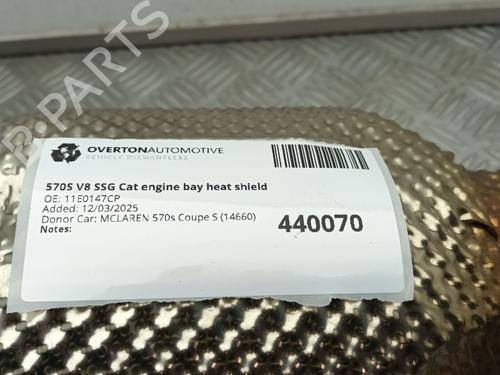 B-PARTS
OVERTONAUTOMOTIVE
VEHICLE DISMANTLERS
570S V8 SSG Cat engine bay heat shield
OE: 11E0147CP
Added: 12/03/2025
Donor Car: MCLAREN 570s Coupe S (14660)
Notes:
440070